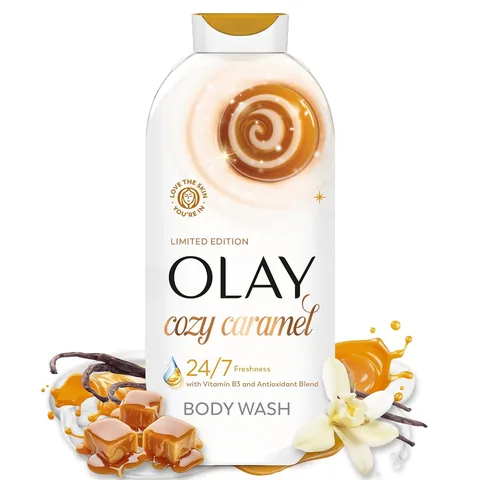 LOVE THE SKIN
YOU'RE IN
LIMITED EDITION
OLAY
cozy caramel
24/7 Freshness
with Vitamin B3 and Antioxidant Blend
BODY WASH